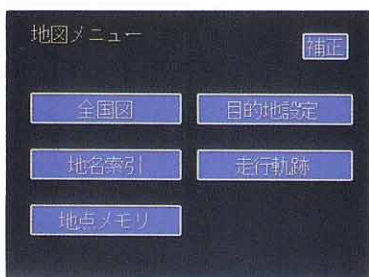 地図メニュー
補正
全国図
目的地設定
地名索引
走行軌跡
地点メモリ